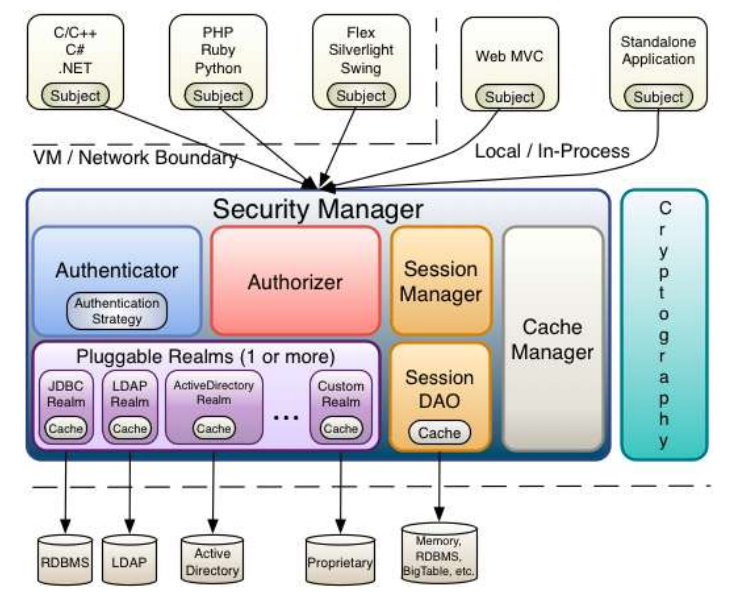 C/C++
C#
.NET
Subject
PHP
Ruby
Python
Subject
Flex
Silverlight
Swing
Subject
Web MVC
Subject
Standalone
Application
Subject
VM / Network Boundary
Local / In-Process
Security Manager
Authenticator
Authentication
Strategy
Authorizer
Session
Manager
Cache
Manager
Cryptography
Pluggable Realms (1 or more)
JDBC
Realm
Cache
LDAP
Realm
Cache
ActiveDirectory
Realm
Cache
...
Custom
Realm
Cache
Session
DAO
Cache
RDBMS
LDAP
Active
Directory
Proprietary
Memory,
RDBMS,
BigTable, etc.